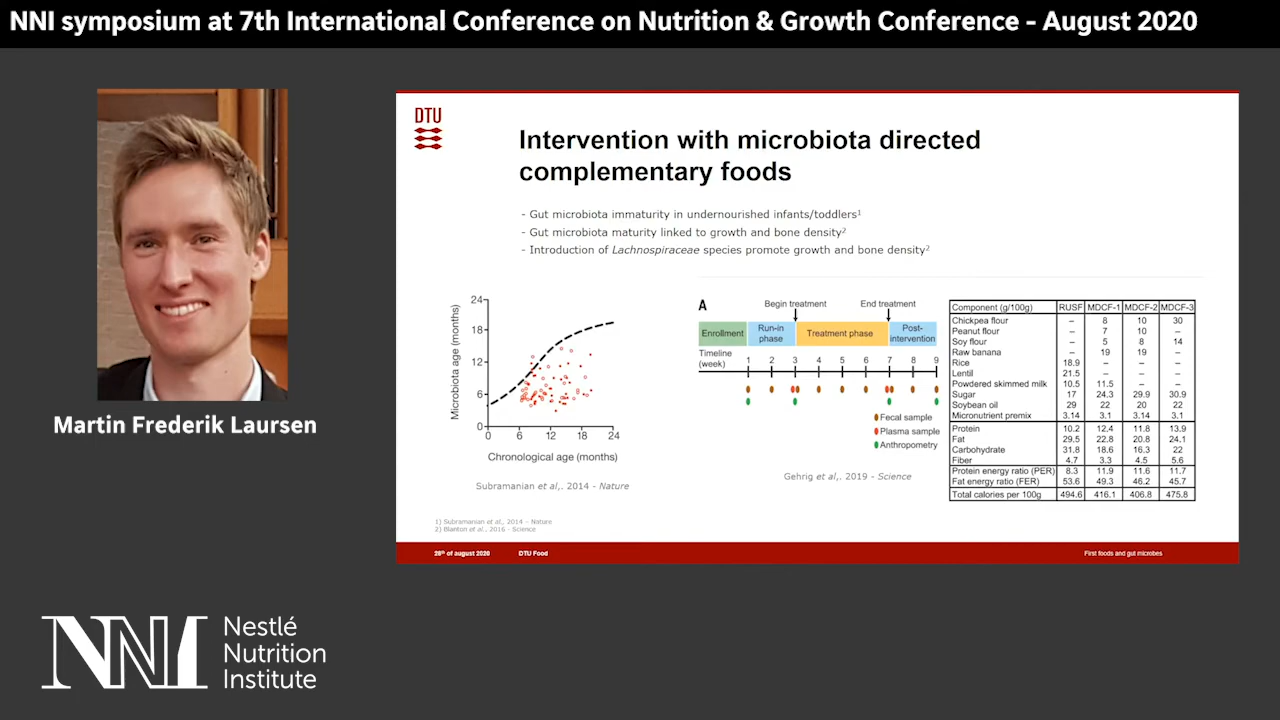 NNI symposium at 7th International Conference on Nutrition & Growth Conference - August 2020
Martin Frederik Laursen
NNI
Nestlé
Nutrition
Institute
DTU
Intervention with microbiota directed
complementary foods
- Gut microbiota immaturity in undernourished infants/toddlers1
- Gut microbiota maturity linked to growth and bone density2
- Introduction of Lachnospiraceae species promote growth and bone density2
Microbiota age (months)
24
18
12
6
0
0 6 12 18 24
Chronological age (months)
Subramanian et al,. 2014 - Nature
A
Begin treatment End treatment
Enrollment
Run-in
phase
Treatment phase
Post-
intervention
Timeline
(week)
1 2 3 4 5 6 7 8 9
Fecal sample
Plasma sample
Anthropometry
Gehrig et al,. 2019 - Science
Component (g/100g) RUSF MDCF-1 MDCF-2 MDCF-3
Chickpea flour – 8 10 30
Peanut flour – 7 10 –
Soy flour – 5 8 14
Raw banana – 19 19 –
Rice 18.9 – – –
Lentil 21.5 – – –
Powdered skimmed milk 10.5 11.5 – –
Sugar 17 24.3 29.9 30.9
Soybean oil 29 22 20 22
Micronutrient premix 3.14 3.1 3.14 3.1
Protein 10.2 12.4 11.8 13.9
Fat 29.5 22.8 20.8 24.1
Carbohydrate 31.8 18.6 16.3 22
Fiber 4.7 3.3 4.5 5.6
Protein energy ratio (PER) 8.3 11.9 11.6 11.7
Fat energy ratio (FER) 53.6 49.3 46.2 45.7
Total calories per 100g 494.6 416.1 406.8 475.8
1) Subramanian et al., 2014 - Nature
2) Blanton et al., 2016 - Science
26th of august 2020 DTU Food First foods and gut microbes